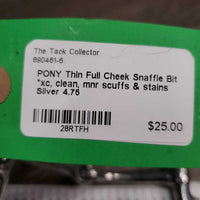 The Tack Collector
890461-6
PONY Thin Full Cheek Snaffle Bit
*xc, clean, mnr scuffs & stains
Silver 4.75
28RTFH
$25.00